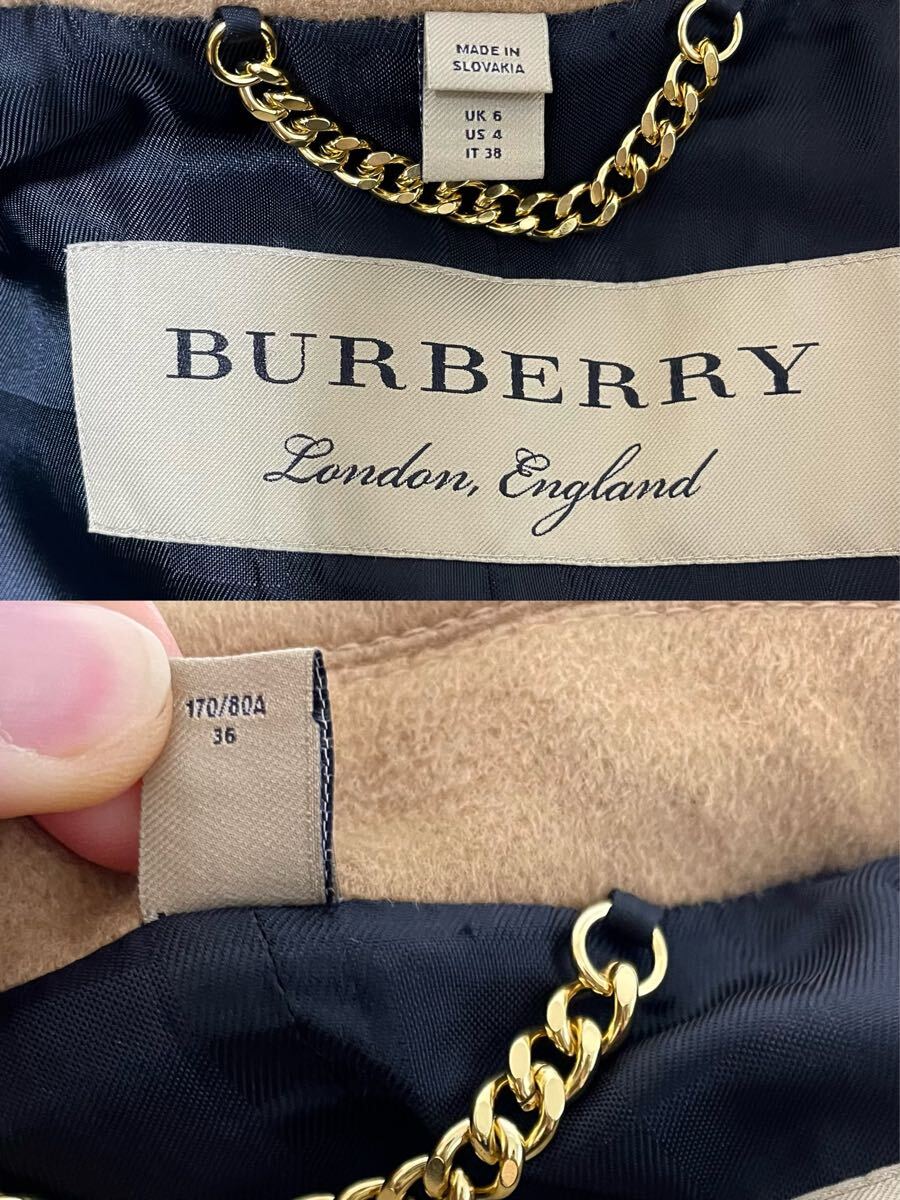 MADE IN
SLOVAKIA
UK 6
US 4
IT 38
BURBERRY
London, England
170/80A
36